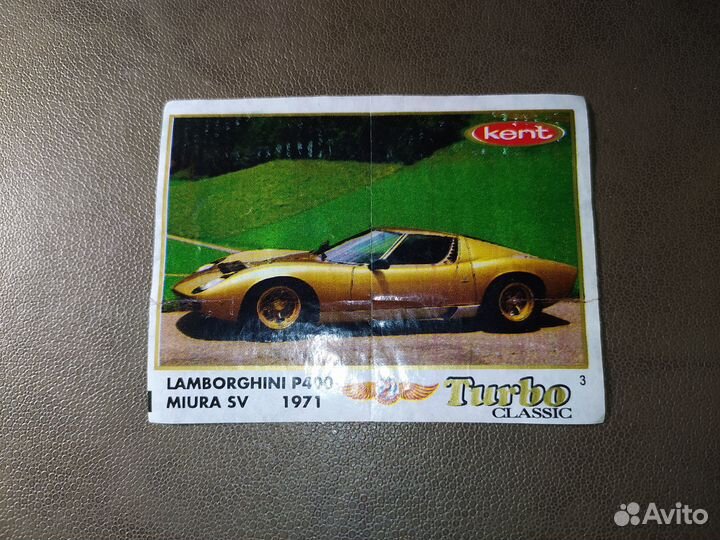 kent
LAMBORGHINI P400
MIURA SV 1971
Turbo
CLASSIC
3
Avito